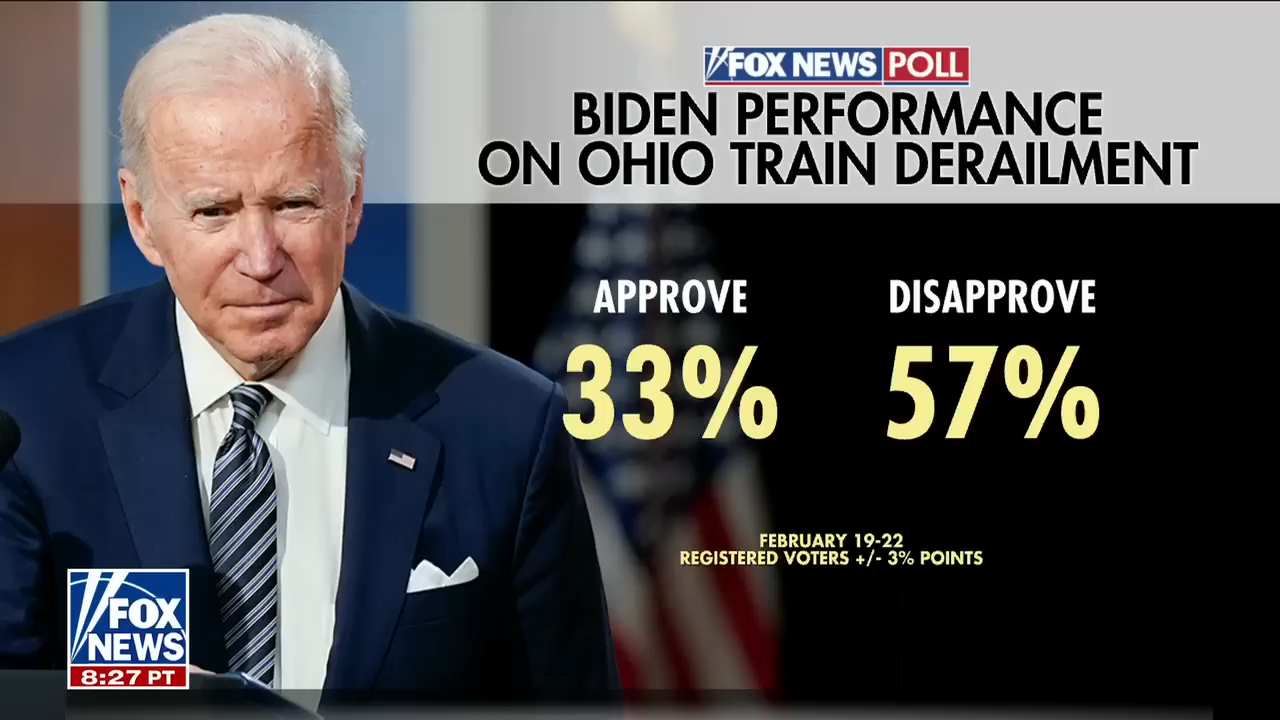 FOX NEWS POLL
BIDEN PERFORMANCE
ON OHIO TRAIN DERAILMENT
APPROVE DISAPPROVE
33% 57%
FEBRUARY 19-22
REGISTERED VOTERS +/- 3% POINTS
FOX
NEWS
8:27 PT